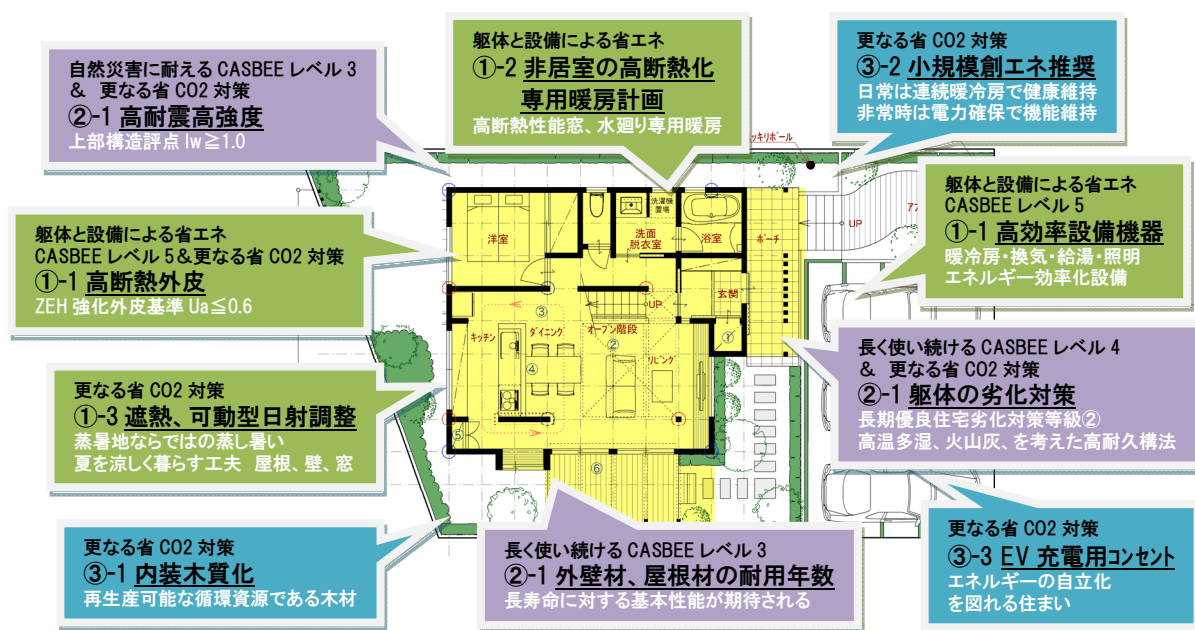 自然災害に耐える CASBEE レベル 3
& 更なる省 CO2 対策
②-1 高耐震高強度
上部構造評点 Iw≧1.0
躯体と設備による省エネ
①-2 非居室の高断熱化
専用暖房計画
高断熱性能窓、水廻り専用暖房
更なる省 CO2 対策
③-2 小規模創エネ推奨
日常は連続暖冷房で健康維持
非常時は電力確保で機能維持
躯体と設備による省エネ
CASBEE レベル 5&更なる省 CO2 対策
①-1 高断熱外皮
ZEH 強化外皮基準 Ua≦0.6
躯体と設備による省エネ
CASBEE レベル 5
①-1 高効率設備機器
暖冷房・換気・給湯・照明
エネルギー効率化設備
更なる省 CO2 対策
①-3 遮熱、可動型日射調整
蒸暑地ならではの蒸し暑い
夏を涼しく暮らす工夫 屋根、壁、窓
長く使い続ける CASBEE レベル 4
& 更なる省 CO2 対策
②-1 躯体の劣化対策
長期優良住宅劣化対策等級②
高温多湿、火山灰、を考えた高耐久構法
更なる省 CO2 対策
③-1 内装木質化
再生産可能な循環資源である木材
長く使い続ける CASBEE レベル 3
②-1 外壁材、屋根材の耐用年数
長寿命に対する基本性能が期待される
更なる省 CO2 対策
③-3 EV 充電用コンセント
エネルギーの自立化
を図れる住まい
ッキリポール
洋室
洗面
脱衣室
洗濯機
置場
浴室
ポーチ
UP
ア
玄関
UP
キッチン
ダイニング
オープン階段
リビング
①
②
③
④
⑤
⑥